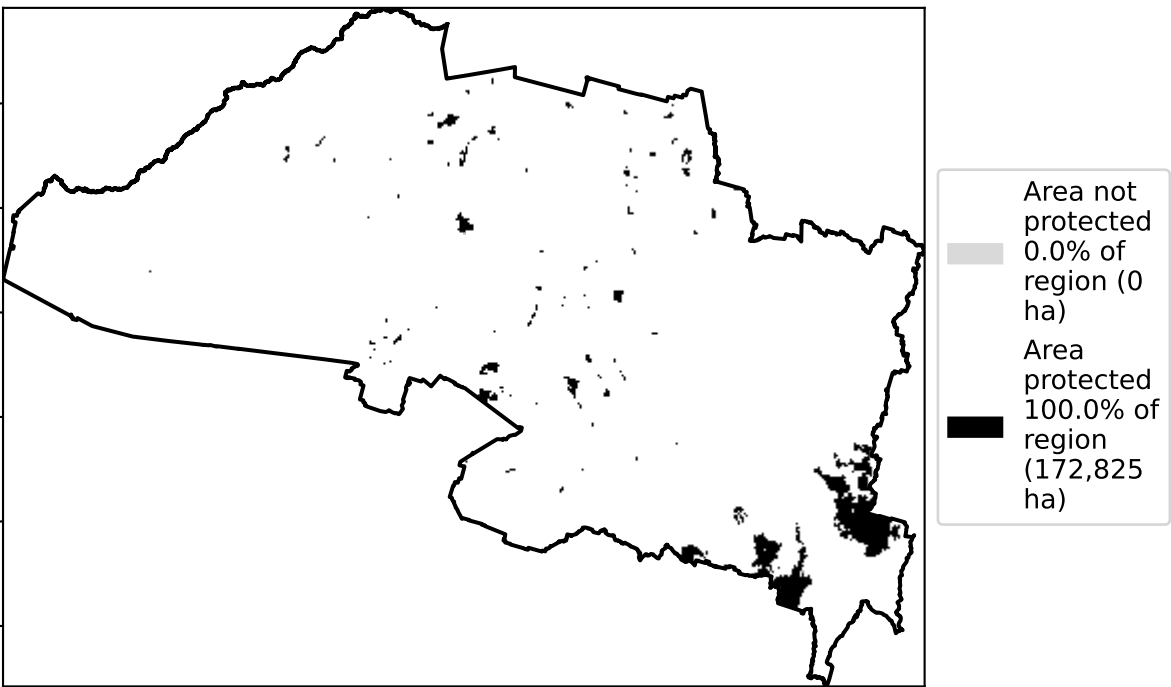 Area not
protected
0.0% of
region (0
ha)
Area
protected
100.0% of
region
(172,825
ha)